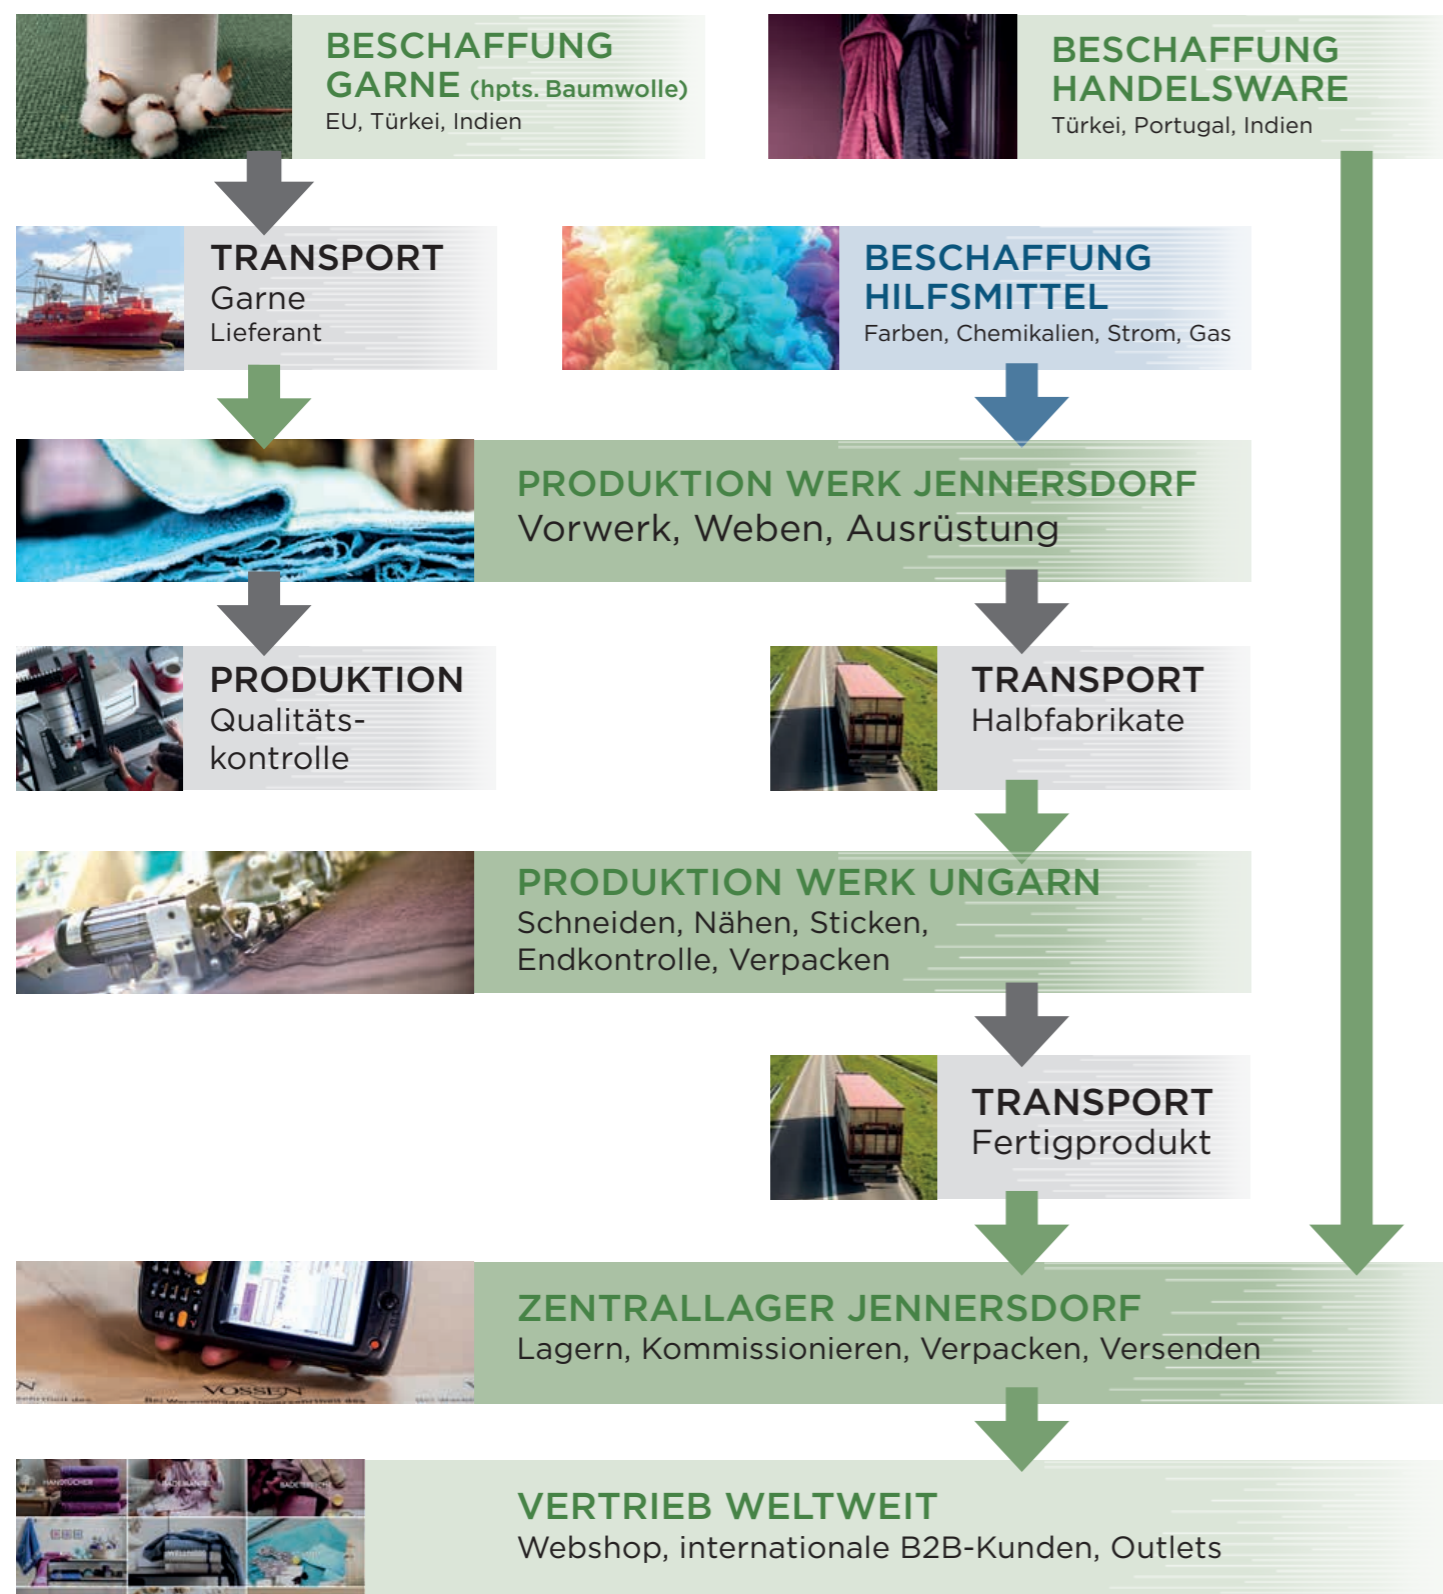 BESCHAFFUNG
GARNE (hpts. Baumwolle)
EU, Türkei, Indien
BESCHAFFUNG
HANDELSWARE
Türkei, Portugal, Indien
TRANSPORT
Garne
Lieferant
BESCHAFFUNG
HILFSMITTEL
Farben, Chemikalien, Strom, Gas
PRODUKTION WERK JENNERSDORF
Vorwerk, Weben, Ausrüstung
PRODUKTION
Qualitäts-
kontrolle
TRANSPORT
Halbfabrikate
PRODUKTION WERK UNGARN
Schneiden, Nähen, Sticken,
Endkontrolle, Verpacken
TRANSPORT
Fertigprodukt
VOSSEN
ZENTRALLAGER JENNERSDORF
Lagern, Kommissionieren, Verpacken, Versenden
HANDTÜCHER
VERTRIEB WELTWEIT
Webshop, internationale B2B-Kunden, Outlets